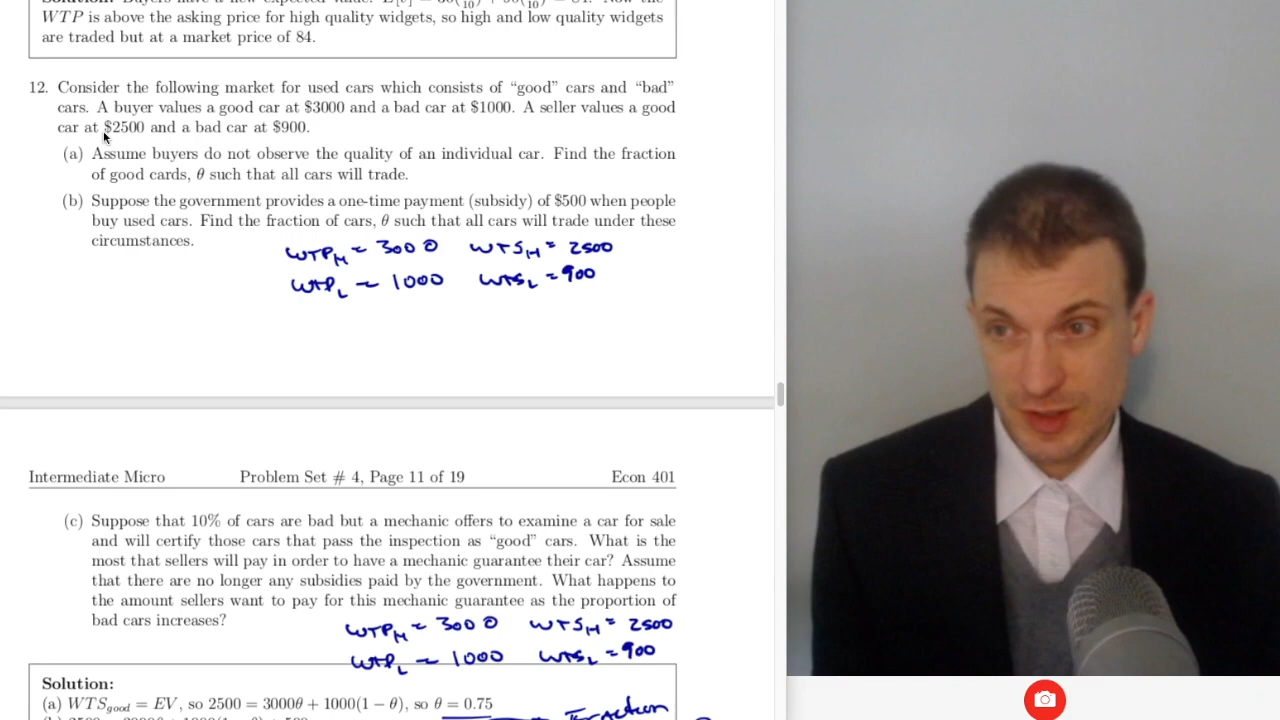 WTP is above the asking price for high quality widgets, so high and low quality widgets
are traded but at a market price of 84.
12. Consider the following market for used cars which consists of “good” cars and “bad”
cars. A buyer values a good car at $3000 and a bad car at $1000. A seller values a good
car at $2500 and a bad car at $900.
(a) Assume buyers do not observe the quality of an individual car. Find the fraction
of good cards, θ such that all cars will trade.
(b) Suppose the government provides a one-time payment (subsidy) of $500 when people
buy used cars. Find the fraction of cars, θ such that all cars will trade under these
circumstances.
WTP_H = 3000 WTS_H = 2500
WTP_L = 1000 WTS_L = 900
Intermediate Micro Problem Set # 4, Page 11 of 19 Econ 401
(c) Suppose that 10% of cars are bad but a mechanic offers to examine a car for sale
and will certify those cars that pass the inspection as “good” cars. What is the
most that sellers will pay in order to have a mechanic guarantee their car? Assume
that there are no longer any subsidies paid by the government. What happens to
the amount sellers want to pay for this mechanic guarantee as the proportion of
bad cars increases?
WTP_H = 3000 WTS_H = 2500
WTP_L = 1000 WTS_L = 900
Solution:
(a) WTS_good = EV, so 2500 = 3000θ + 1000(1 − θ), so θ = 0.75
Fraction